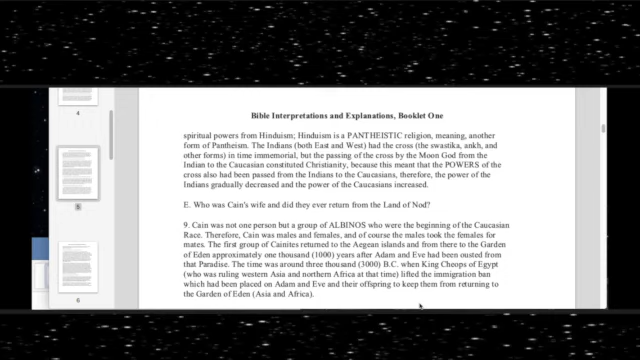 4
5
6
Bible Interpretations and Explanations, Booklet One
spiritual powers from Hinduism; Hinduism is a PANTHEISTIC religion, meaning, another
form of Pantheism. The Indians (both East and West) had the cross (the swastika, ankh, and
other forms) in time immemorial, but the passing of the cross by the Moon God from the
Indian to the Caucasian constituted Christianity, because this meant that the POWERS of the
cross also had been passed from the Indians to the Caucasians, therefore, the power of the
Indians gradually decreased and the power of the Caucasians increased.
E. Who was Cain's wife and did they ever return from the Land of Nod?
9. Cain was not one person but a group of ALBINOS who were the beginning of the Caucasian
Race. Therefore, Cain was males and females, and of course the males took the females for
mates. The first group of Cainites returned to the Aegean islands and from there to the Garden
of Eden approximately one thousand (1000) years after Adam and Eve had been ousted from
that Paradise. The time was around three thousand (3000) B.C. when King Cheops of Egypt
(who was ruling western Asia and northern Africa at that time) lifted the immigration ban
which had been placed on Adam and Eve and their offspring to keep them from returning to
the Garden of Eden (Asia and Africa).